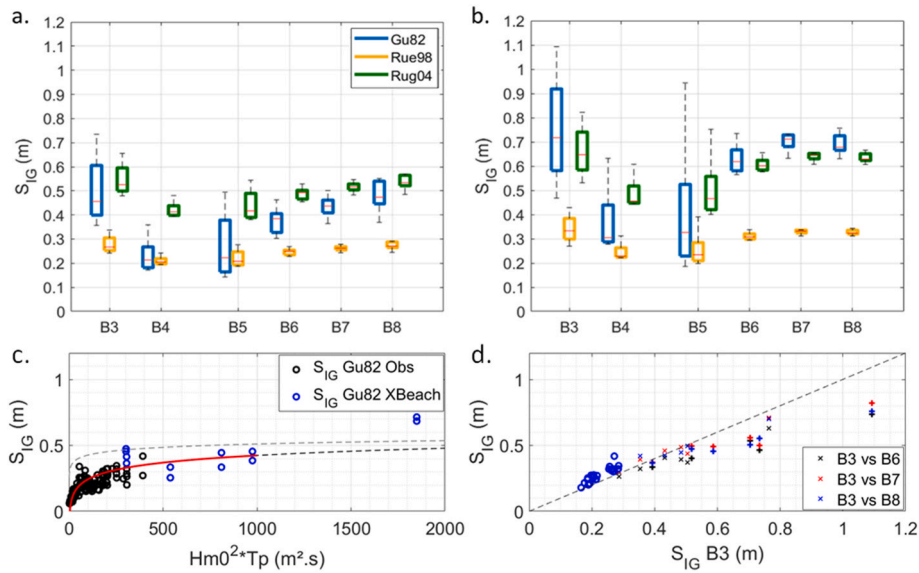 a.
S_IG (m)
1.2
1.1
1
0.9
0.8
0.7
0.6
0.5
0.4
0.3
0.2
0.1
0
Gu82
Rue98
Rug04
B3 B4 B5 B6 B7 B8
b.
S_IG (m)
1.2
1.1
1
0.9
0.8
0.7
0.6
0.5
0.4
0.3
0.2
0.1
0
B3 B4 B5 B6 B7 B8
c.
S_IG (m)
1
0.5
0
S_IG Gu82 Obs
S_IG Gu82 XBeach
0 500 1000 1500 2000
Hm0²*Tp (m².s)
d.
S_IG (m)
1
0.5
0
B3 vs B6
B3 vs B7
B3 vs B8
0 0.2 0.4 0.6 0.8 1 1.2
S_IG B3 (m)